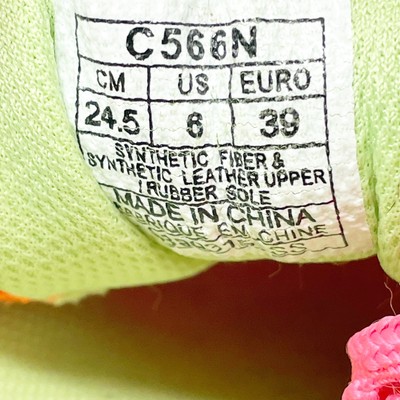 C566N
CM US EURO
24.5 6 39
SYNTHETIC FIBER &
SYNTHETIC LEATHER UPPER
/ RUBBER SOLE
MADE IN CHINA
FABRIQUE EN CHINE
SS